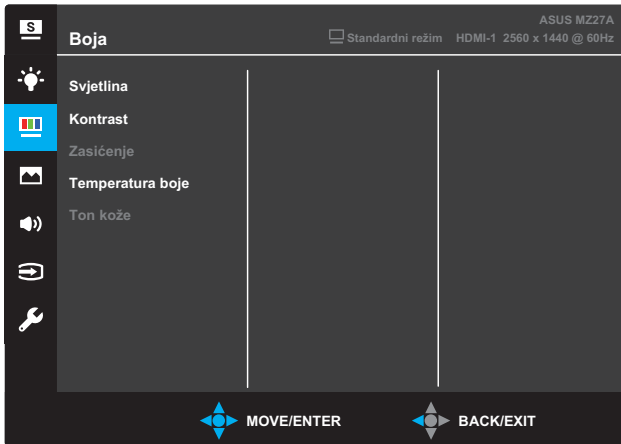 S
ASUS MZ27A
Boja
Standardni režim HDMI-1 2560 x 1440 @ 60Hz
Svjetlina
Kontrast
Zasićenje
Temperatura boje
Ton kože
MOVE/ENTER
BACK/EXIT